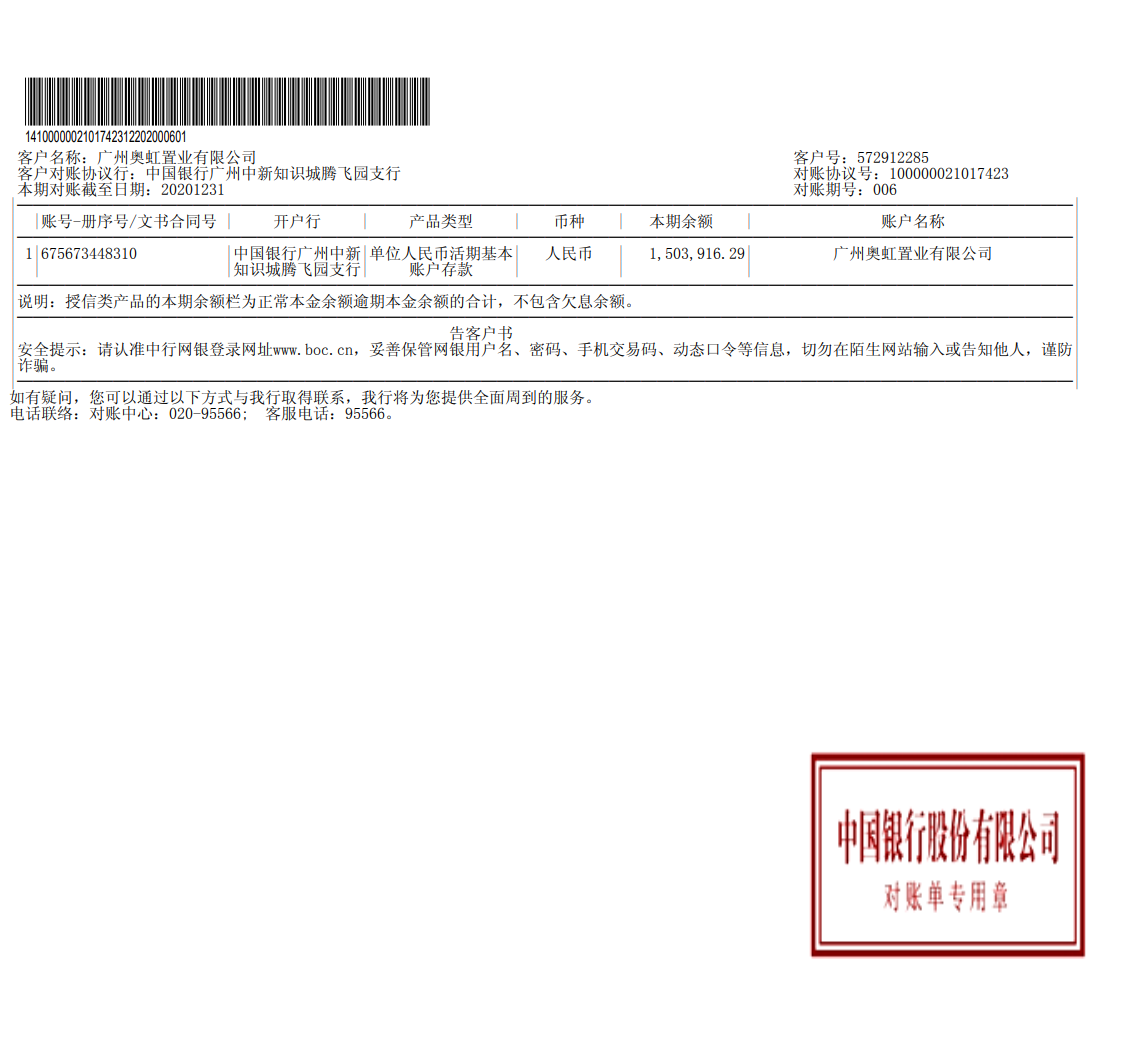 1410000002101742312202000601
客户名称：广州奥虹置业有限公司 客户号：572912285
客户对账协议行：中国银行广州中新知识城腾飞园支行 对账协议号：100000021017423
本期对账截至日期：20201231 对账期号：006
账号-册序号/文书合同号 开户行 产品类型 币种 本期余额 账户名称
1 675673448310 中国银行广州中新 单位人民币活期基本 人民币 1,503,916.29 广州奥虹置业有限公司
知识城腾飞园支行 账户存款
说明：授信类产品的本期余额栏为正常本金余额逾期本金余额的合计，不包含欠息余额。
告客户书
安全提示：请认准中行网银登录网址www.boc.cn，妥善保管网银用户名、密码、手机交易码、动态口令等信息，切勿在陌生网站输入或告知他人，谨防
诈骗。
如有疑问，您可以通过以下方式与我行取得联系，我行将为您提供全面周到的服务。
电话联络：对账中心：020-95566; 客服电话：95566。
中国银行股份有限公司
对账单专用章